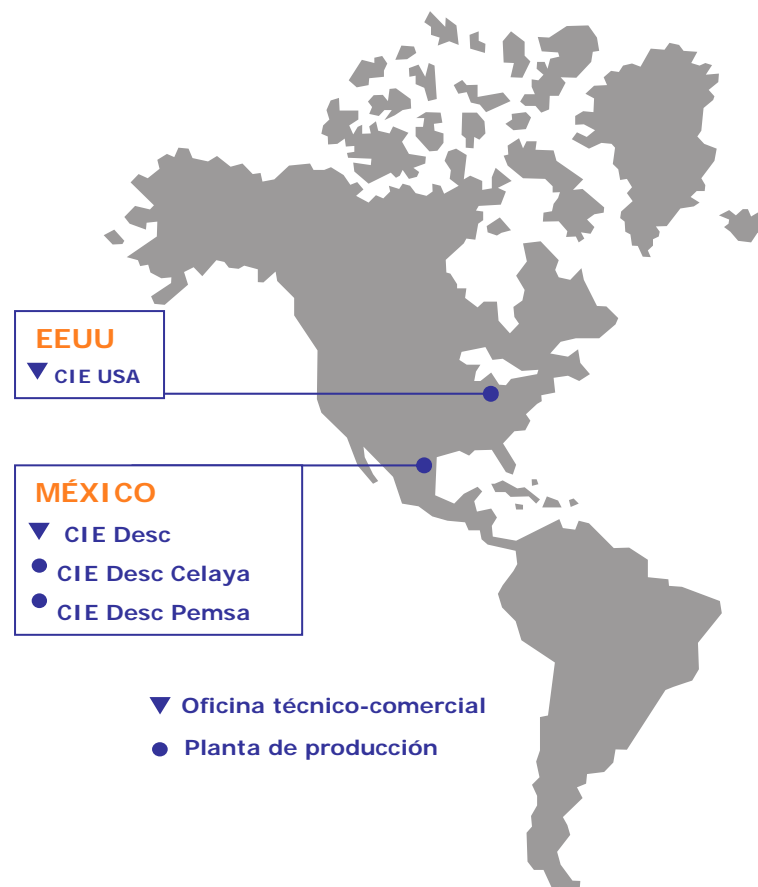 EEUU
CIE USA
MÉXICO
CIE Desc
CIE Desc Celaya
CIE Desc Pemsa
Oficina técnico-comercial
Planta de producción